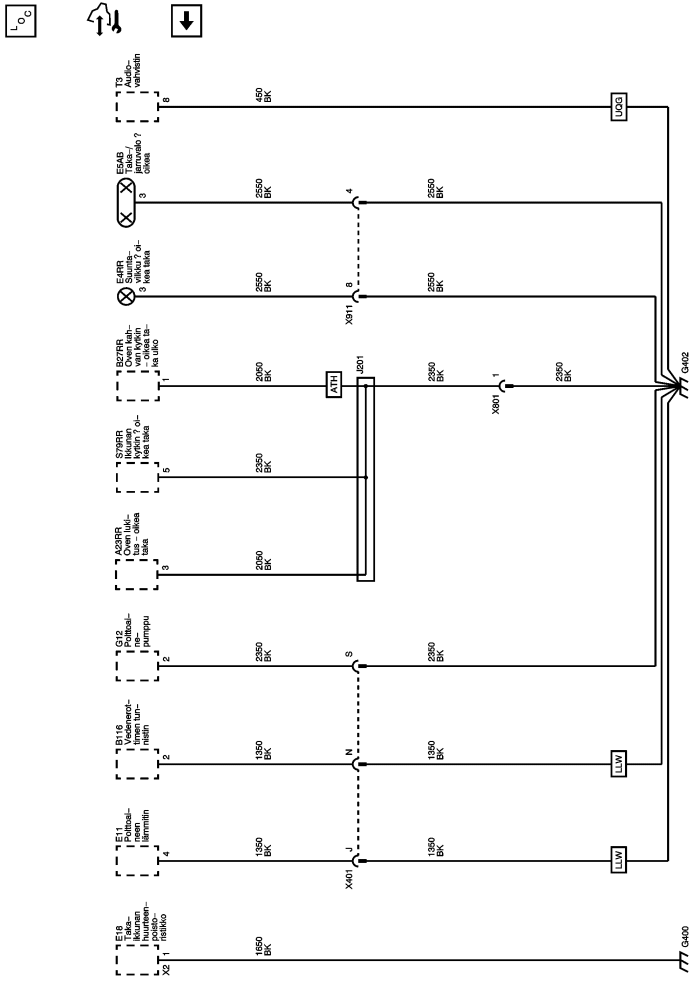 L O C
T3
Audio–
vahvistin
8
450
BK
UQG
E5AB
Taka–/
jarruvalo ?
oikea
3
2550
BK
4
2550
BK
E4RR
Suunta–
vilkku ? oi–
kea taka
3
2550
BK
8
X911
2550
BK
B27RR
Oven kah–
van kytkin
– oikea ta–
ka ulko
1
2050
BK
ATH
J201
2350
BK
1
X801
2350
BK
G402
S79RR
Ikkunan
kytkin ? oi–
kea taka
5
2350
BK
A23RR
Oven luki–
tus – oikea
taka
3
2050
BK
G12
Polttoai–
ne–
pumppu
2
2350
BK
S
2350
BK
B116
Vedenerot–
timen tun–
nistin
2
1350
BK
N
1350
BK
LLW
E11
Polttoai–
neen
lämmitin
4
1350
BK
J
X401
1350
BK
LLW
E18
Taka–
ikkunan
huurteen–
poisto–
ristikko
1
X2
1650
BK
G400